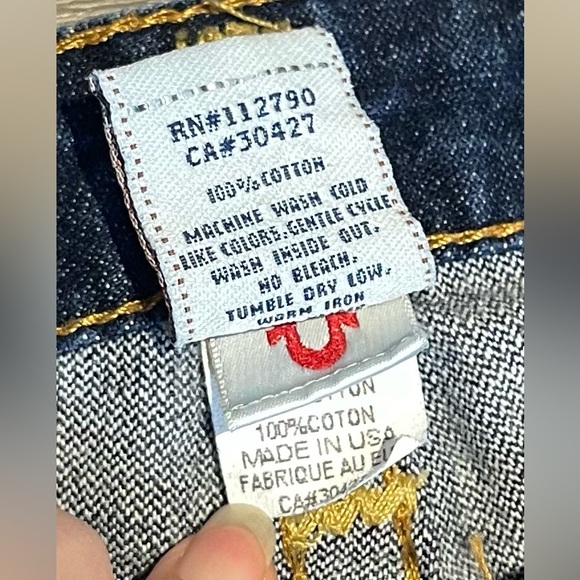 RN#112790
CA#30427
100% COTTON
MACHINE WASH COLD
LIKE COLORS. GENTLE CYCLE
WASH INSIDE OUT.
NO BLEACH.
TUMBLE DRY LOW.
WARM IRON
100%COTON
MADE IN USA
FABRIQUE AU